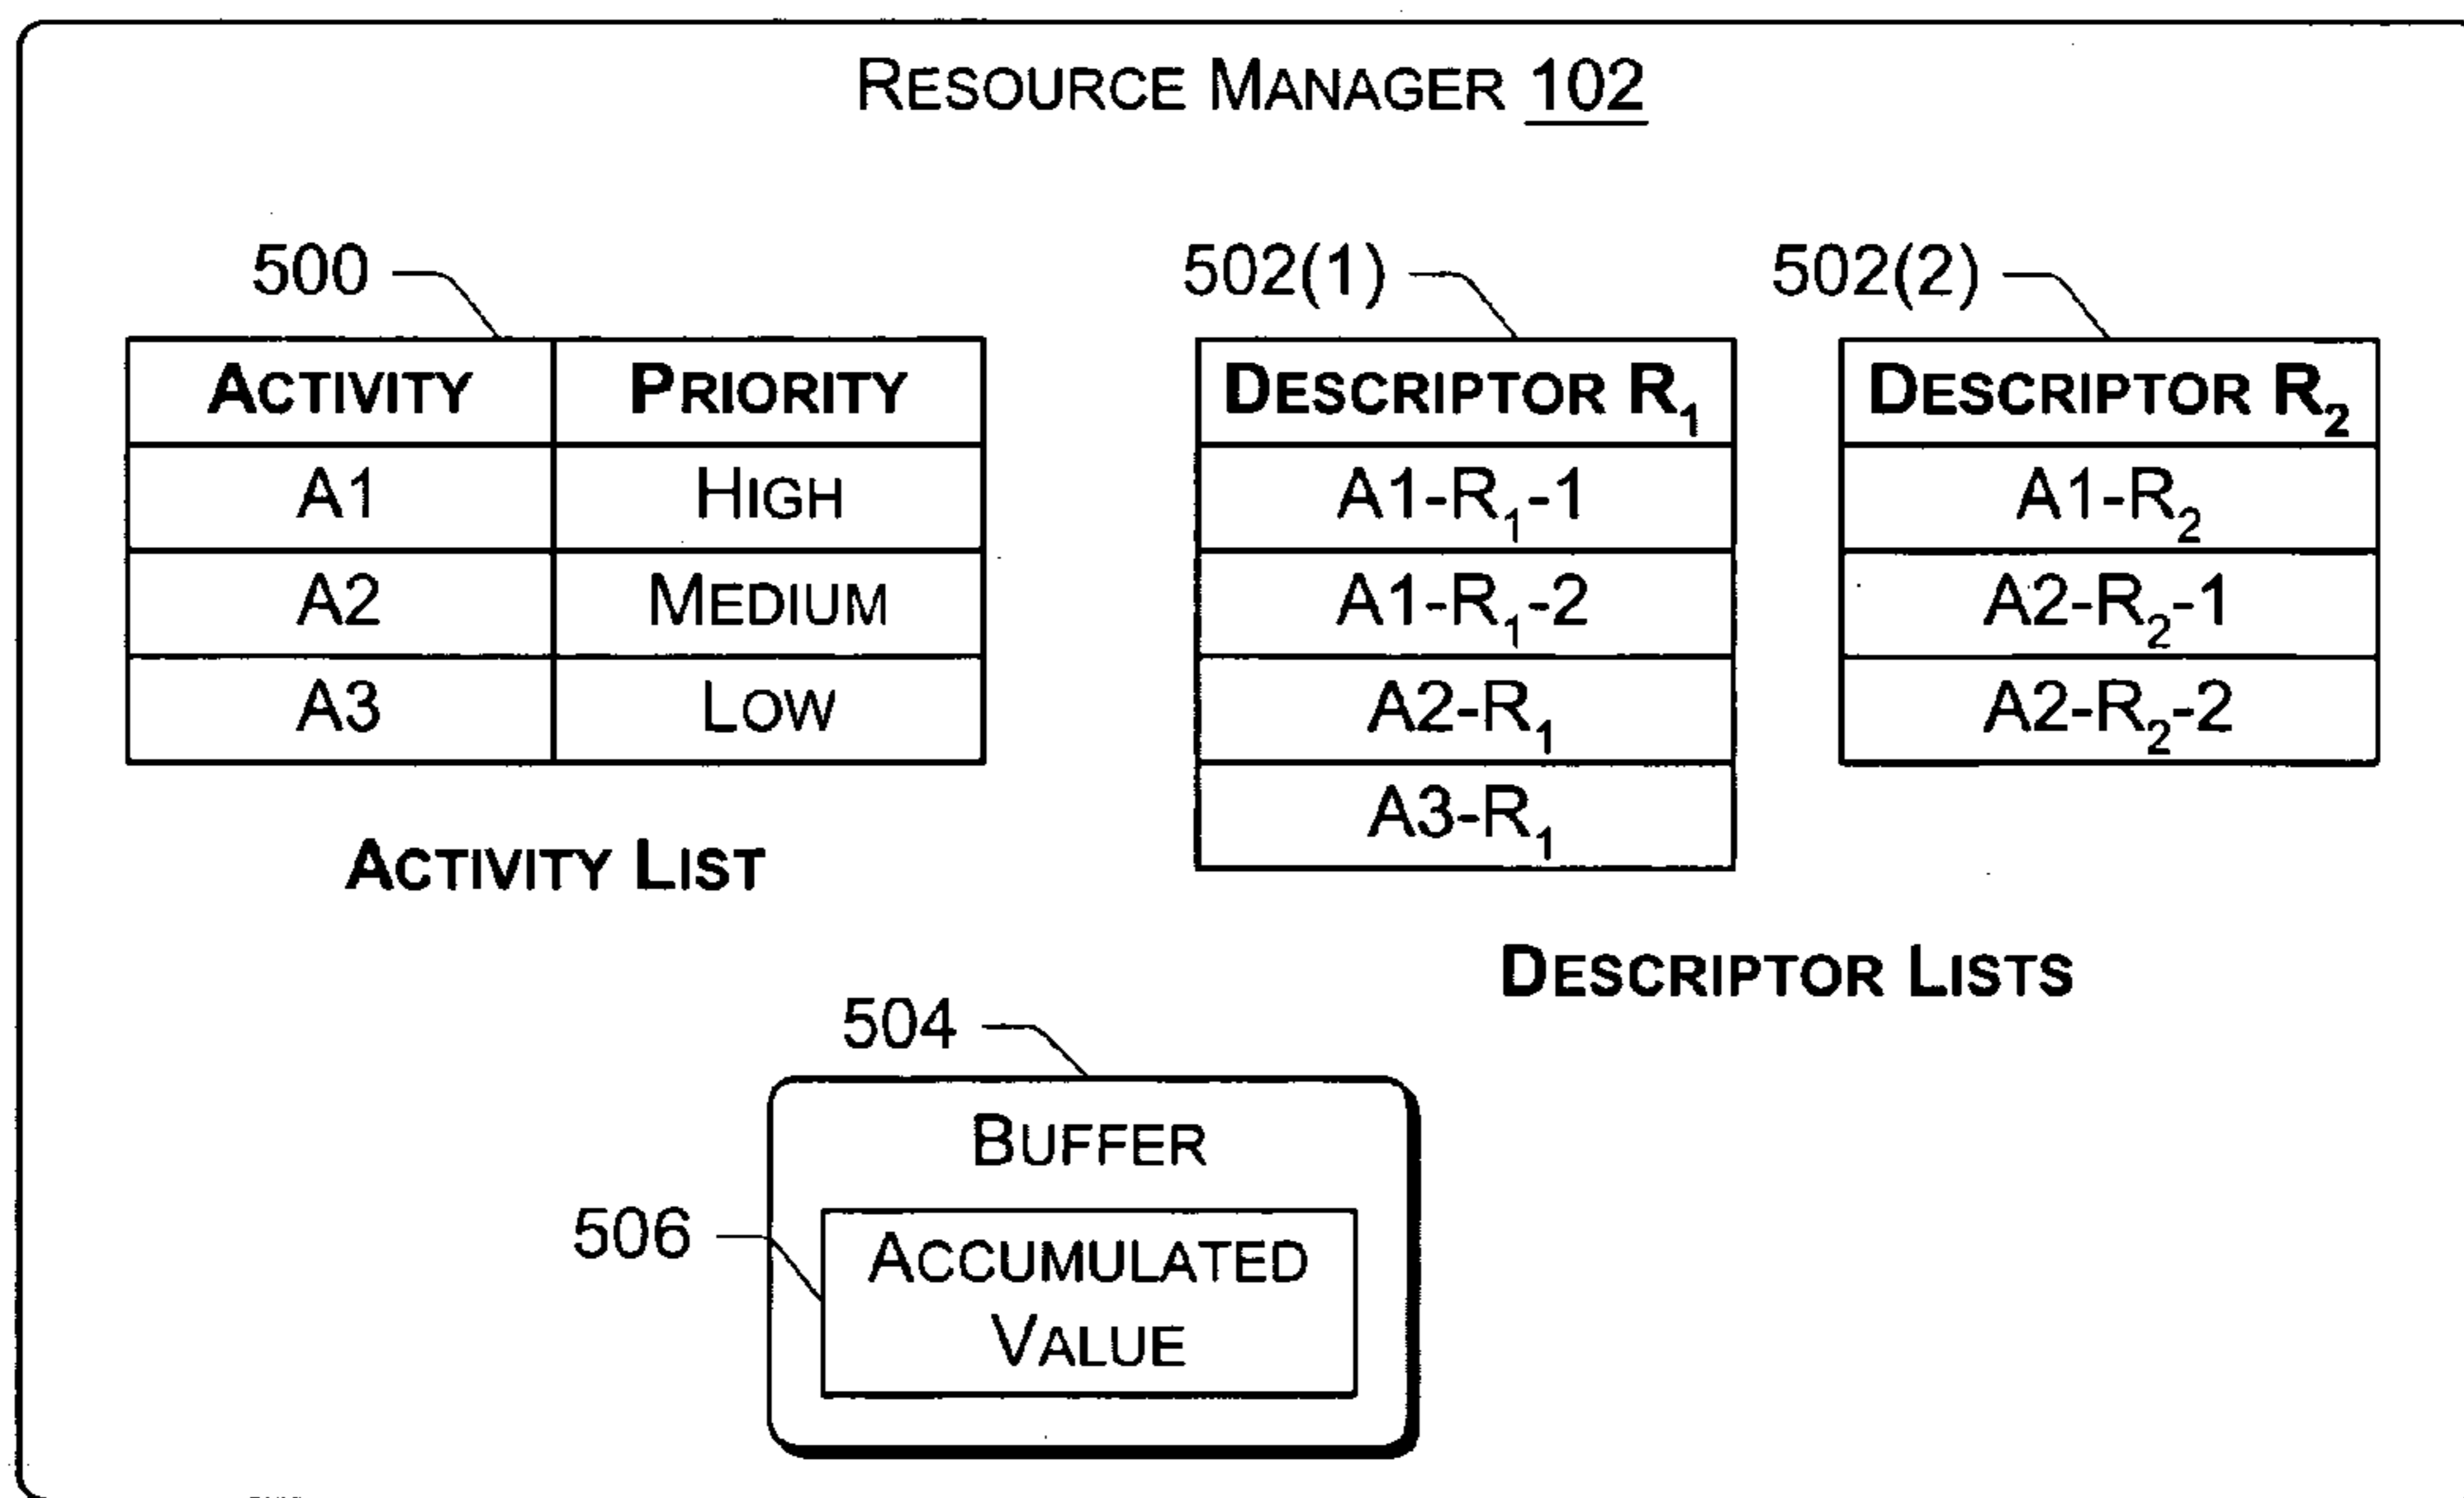 RESOURCE MANAGER 102
500
ACTIVITY PRIORITY
A1 HIGH
A2 MEDIUM
A3 LOW
ACTIVITY LIST
502(1)
DESCRIPTOR R₁
A1-R₁-1
A1-R₁-2
A2-R₁
A3-R₁
502(2)
DESCRIPTOR R₂
A1-R₂
A2-R₂-1
A2-R₂-2
DESCRIPTOR LISTS
504
BUFFER
506
ACCUMULATED
VALUE